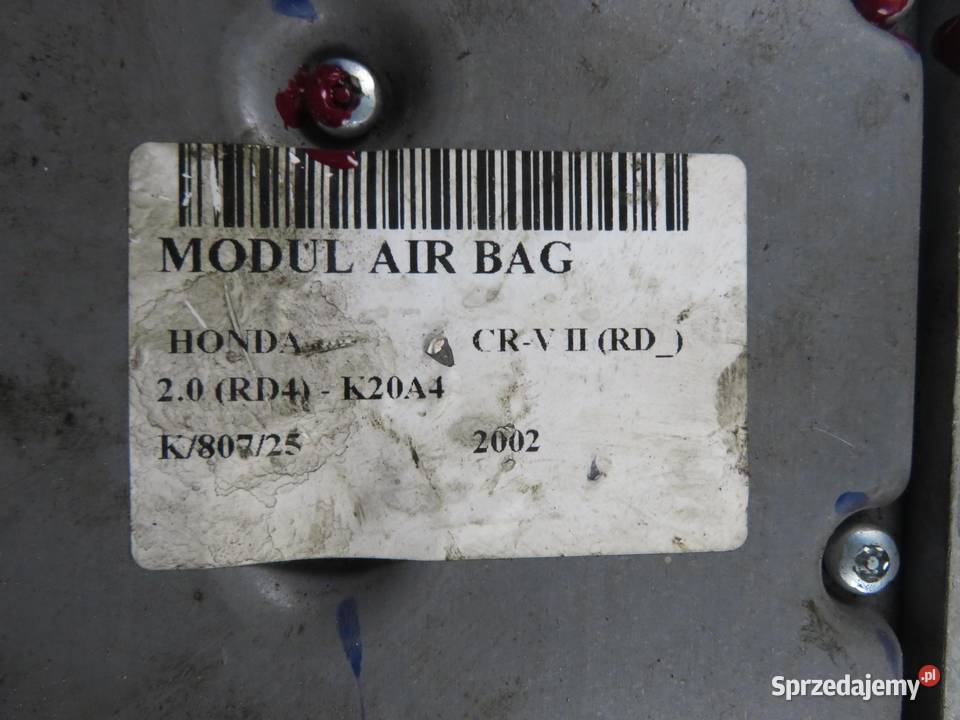 MODUL AIR BAG
HONDA CR-V II (RD_)
2.0 (RD4) - K20A4
K/807/25 2002
Sprzedajemy.pl